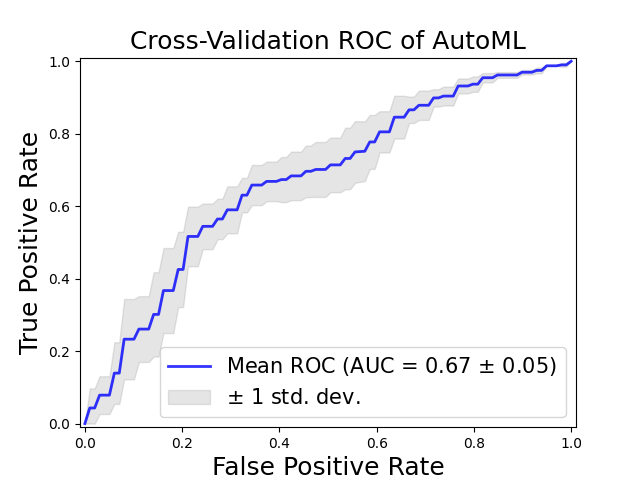 Cross-Validation ROC of AutoML
True Positive Rate
1.0
0.8
0.6
0.4
0.2
0.0
Mean ROC (AUC = 0.67 ± 0.05)
± 1 std. dev.
0.0 0.2 0.4 0.6 0.8 1.0
False Positive Rate